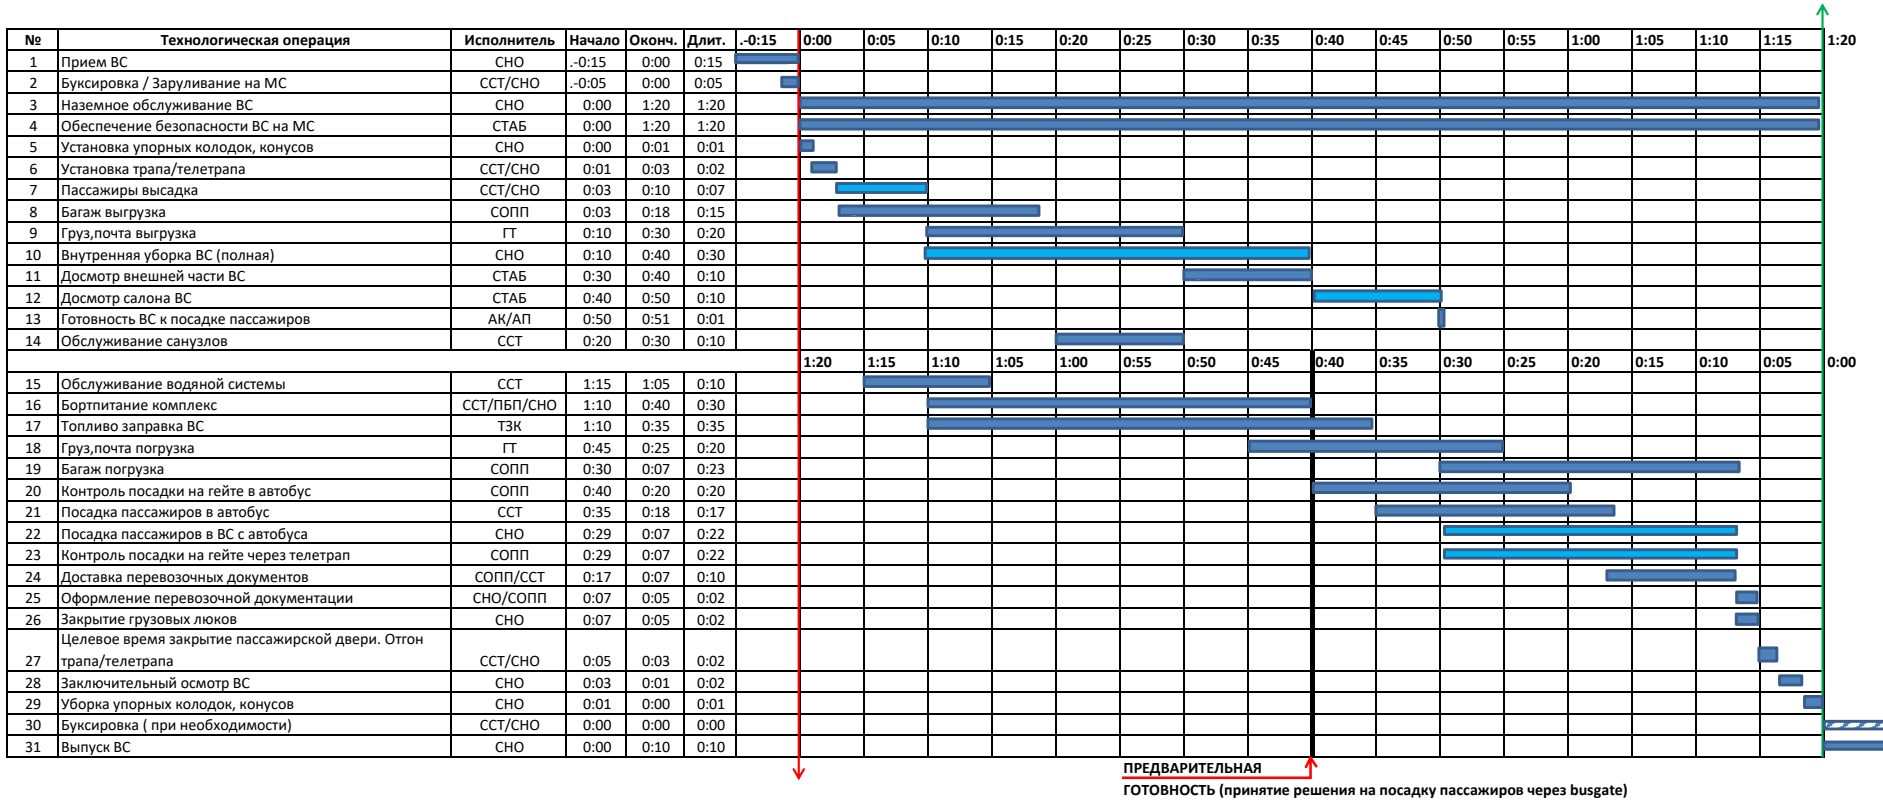 № Технологическая операция Исполнитель Начало Оконч. Длит. .-0:15 0:00 0:05 0:10 0:15 0:20 0:25 0:30 0:35 0:40 0:45 0:50 0:55 1:00 1:05 1:10 1:15 1:20
1 Прием ВС СНО .-0:15 0:00 0:15
2 Буксировка / Заруливание на МС ССТ/СНО .-0:05 0:00 0:05
3 Наземное обслуживание ВС СНО 0:00 1:20 1:20
4 Обеспечение безопасности ВС на МС СТАБ 0:00 1:20 1:20
5 Установка упорных колодок, конусов СНО 0:00 0:01 0:01
6 Установка трапа/телетрапа ССТ/СНО 0:01 0:03 0:02
7 Пассажиры высадка ССТ/СНО 0:03 0:10 0:07
8 Багаж выгрузка СОПП 0:03 0:18 0:15
9 Груз,почта выгрузка ГТ 0:10 0:30 0:20
10 Внутренняя уборка ВС (полная) СНО 0:10 0:40 0:30
11 Досмотр внешней части ВС СТАБ 0:30 0:40 0:10
12 Досмотр салона ВС СТАБ 0:40 0:50 0:10
13 Готовность ВС к посадке пассажиров АК/АП 0:50 0:51 0:01
14 Обслуживание санузлов ССТ 0:20 0:30 0:10
1:20 1:15 1:10 1:05 1:00 0:55 0:50 0:45 0:40 0:35 0:30 0:25 0:20 0:15 0:10 0:05 0:00
15 Обслуживание водяной системы ССТ 1:15 1:05 0:10
16 Бортпитание комплекс ССТ/ПБП/СНО 1:10 0:40 0:30
17 Топливо заправка ВС ТЗК 1:10 0:35 0:35
18 Груз,почта погрузка ГТ 0:45 0:25 0:20
19 Багаж погрузка СОПП 0:30 0:07 0:23
20 Контроль посадки на гейте в автобус СОПП 0:40 0:20 0:20
21 Посадка пассажиров в автобус ССТ 0:35 0:18 0:17
22 Посадка пассажиров в ВС с автобуса СНО 0:29 0:07 0:22
23 Контроль посадки на гейте через телетрап СОПП 0:29 0:07 0:22
24 Доставка перевозочных документов СОПП/ССТ 0:17 0:07 0:10
25 Оформление перевозочной документации СНО/СОПП 0:07 0:05 0:02
26 Закрытие грузовых люков СНО 0:07 0:05 0:02
Целевое время закрытие пассажирской двери. Отгон
27 трапа/телетрапа ССТ/СНО 0:05 0:03 0:02
28 Заключительный осмотр ВС СНО 0:03 0:01 0:02
29 Уборка упорных колодок, конусов СНО 0:01 0:00 0:01
30 Буксировка ( при необходимости) ССТ/СНО 0:00 0:00 0:00
31 Выпуск ВС СНО 0:00 0:10 0:10
ПРЕДВАРИТЕЛЬНАЯ
ГОТОВНОСТЬ (принятие решения на посадку пассажиров через busgate)